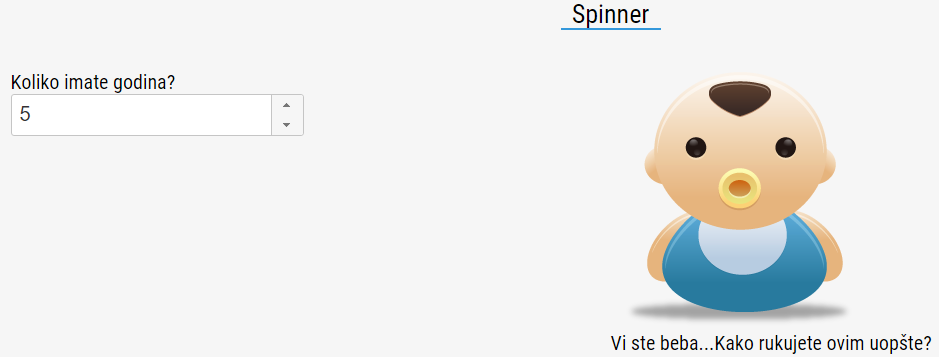 Spinner
Koliko imate godina?
5
Vi ste beba...Kako rukujete ovim uopšte?